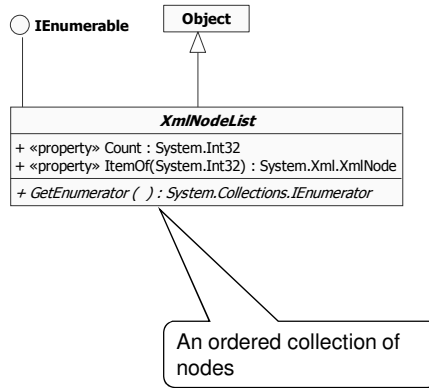 IEnumerable
Object
XmlNodeList
+ «property» Count : System.Int32
+ «property» ItemOf(System.Int32) : System.Xml.XmlNode
+ GetEnumerator ( ) : System.Collections.IEnumerator
An ordered collection of
nodes